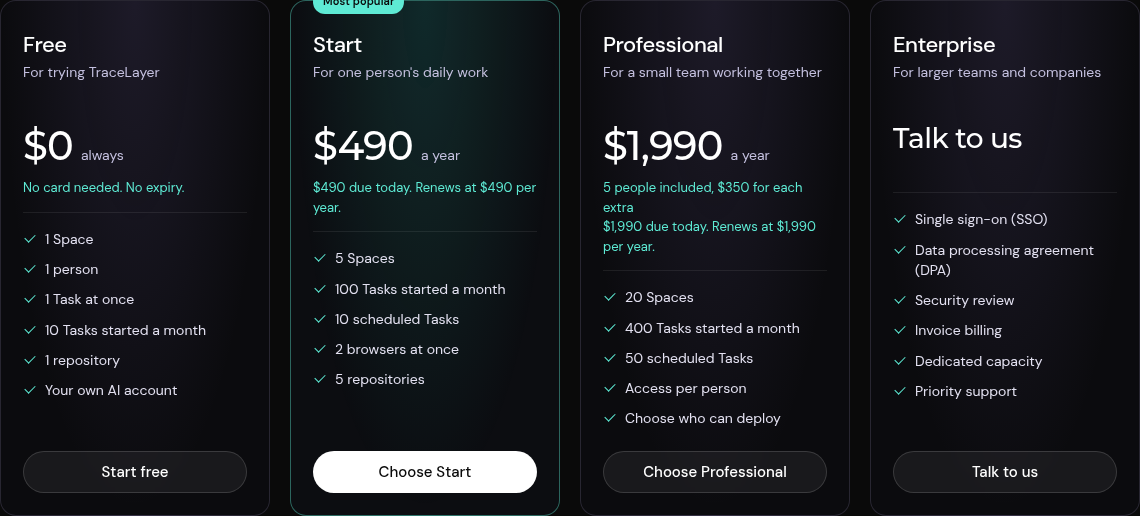 Free
For trying TraceLayer
$0 always
No card needed. No expiry.
1 Space
1 person
1 Task at once
10 Tasks started a month
1 repository
Your own AI account
Start free
Most popular
Start
For one person's daily work
$490 a year
$490 due today. Renews at $490 per
year.
5 Spaces
100 Tasks started a month
10 scheduled Tasks
2 browsers at once
5 repositories
Choose Start
Professional
For a small team working together
$1,990 a year
5 people included, $350 for each
extra
$1,990 due today. Renews at $1,990
per year.
20 Spaces
400 Tasks started a month
50 scheduled Tasks
Access per person
Choose who can deploy
Choose Professional
Enterprise
For larger teams and companies
Talk to us
Single sign-on (SSO)
Data processing agreement
(DPA)
Security review
Invoice billing
Dedicated capacity
Priority support
Talk to us